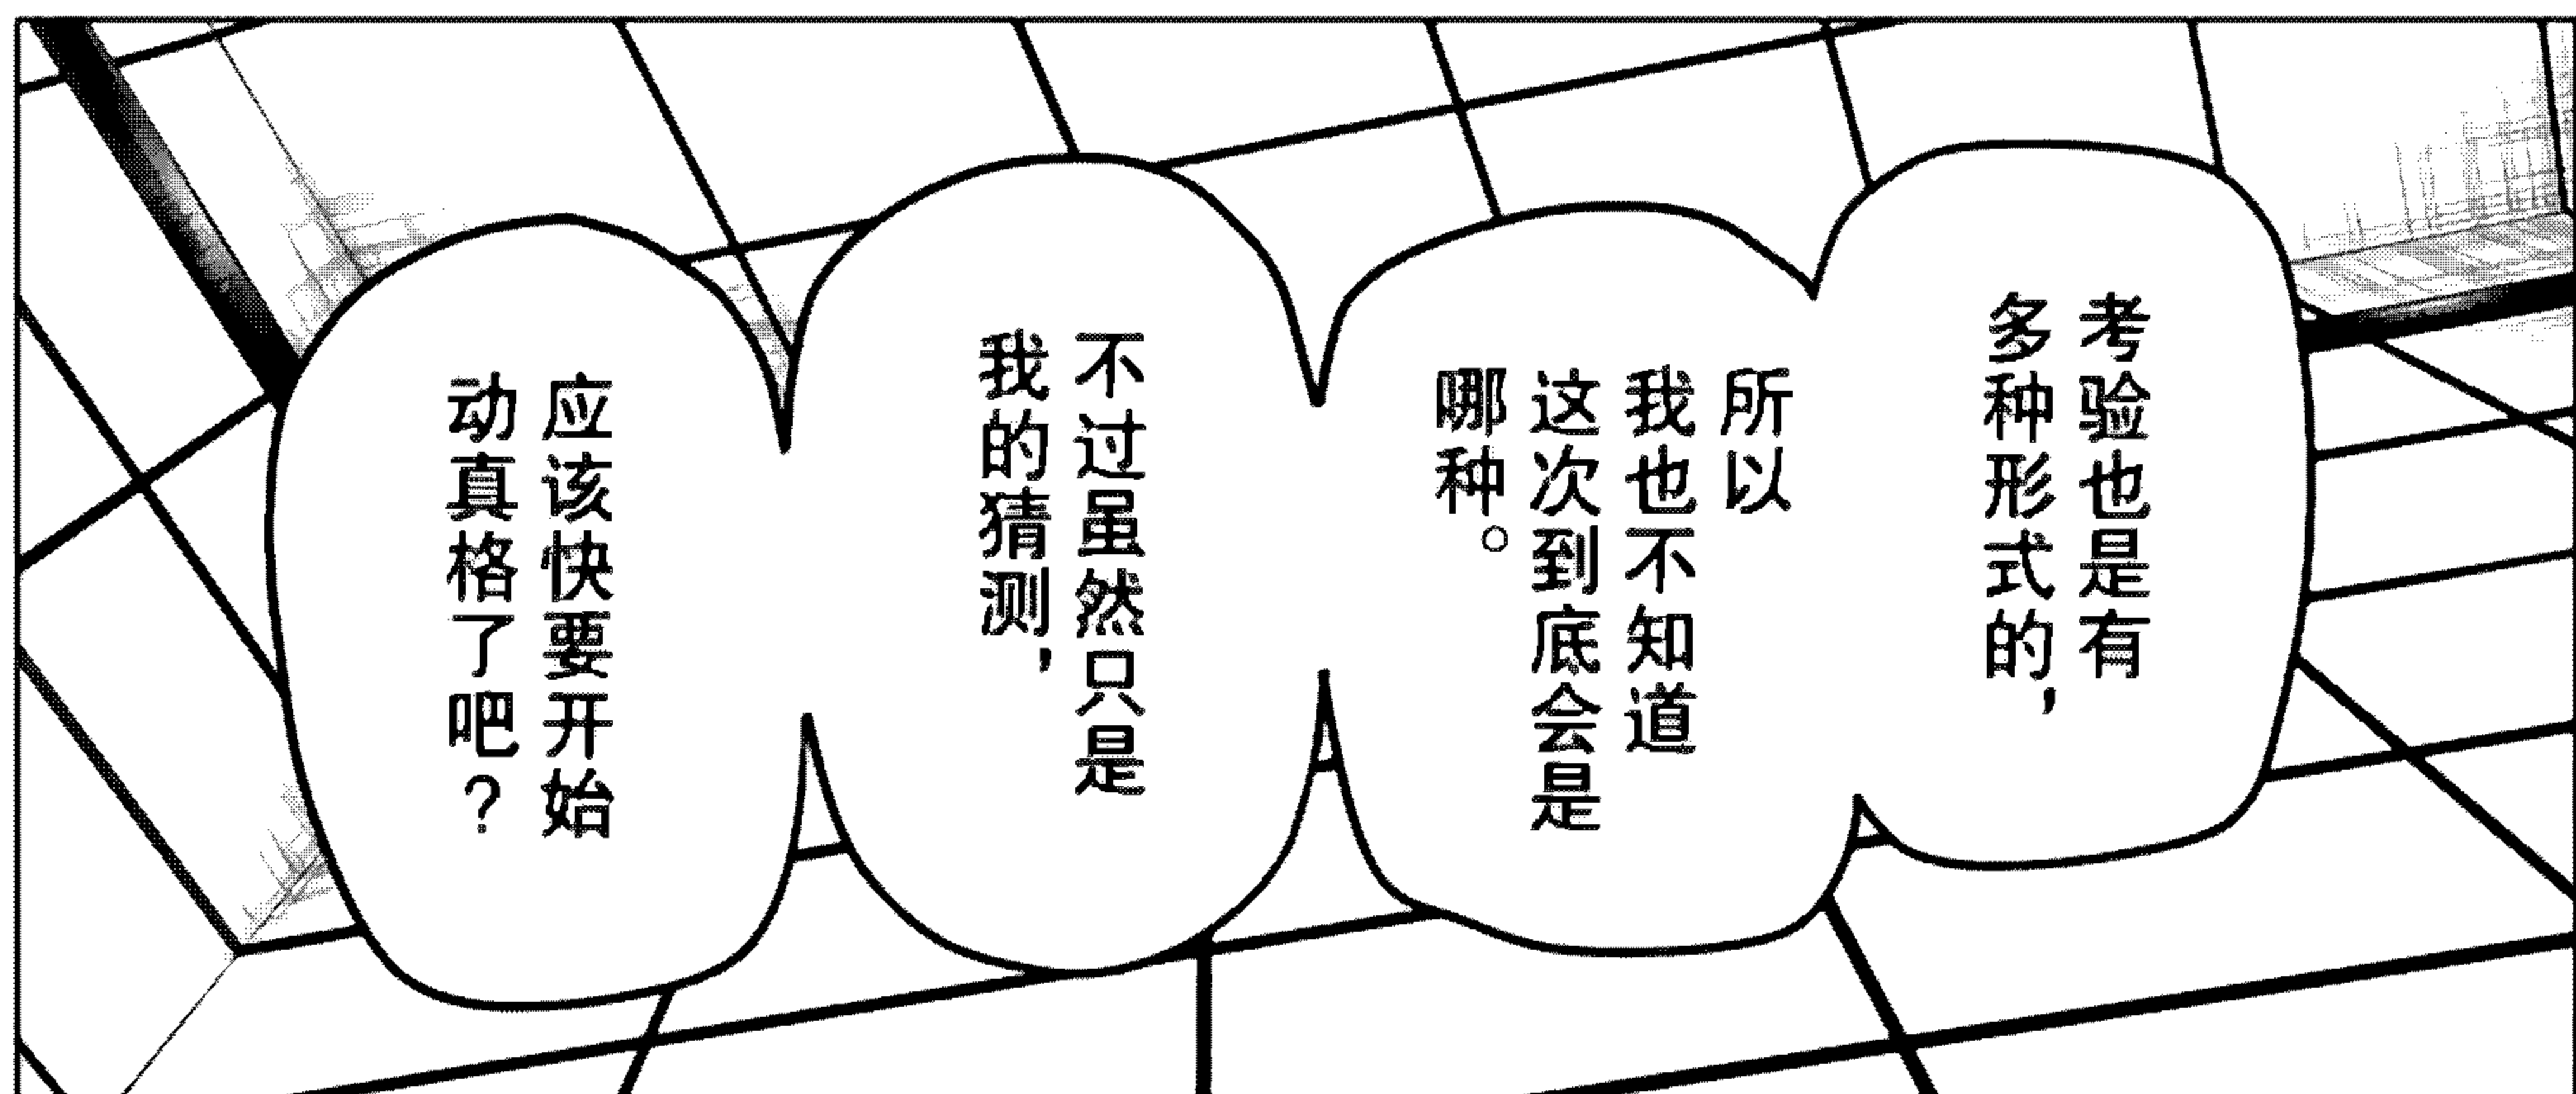 考验也是有
多种形式的，
所以
我也不知道
这次到底会是
哪种。
不过虽然只是
我的猜测，
应该快要开始
动真格了吧？